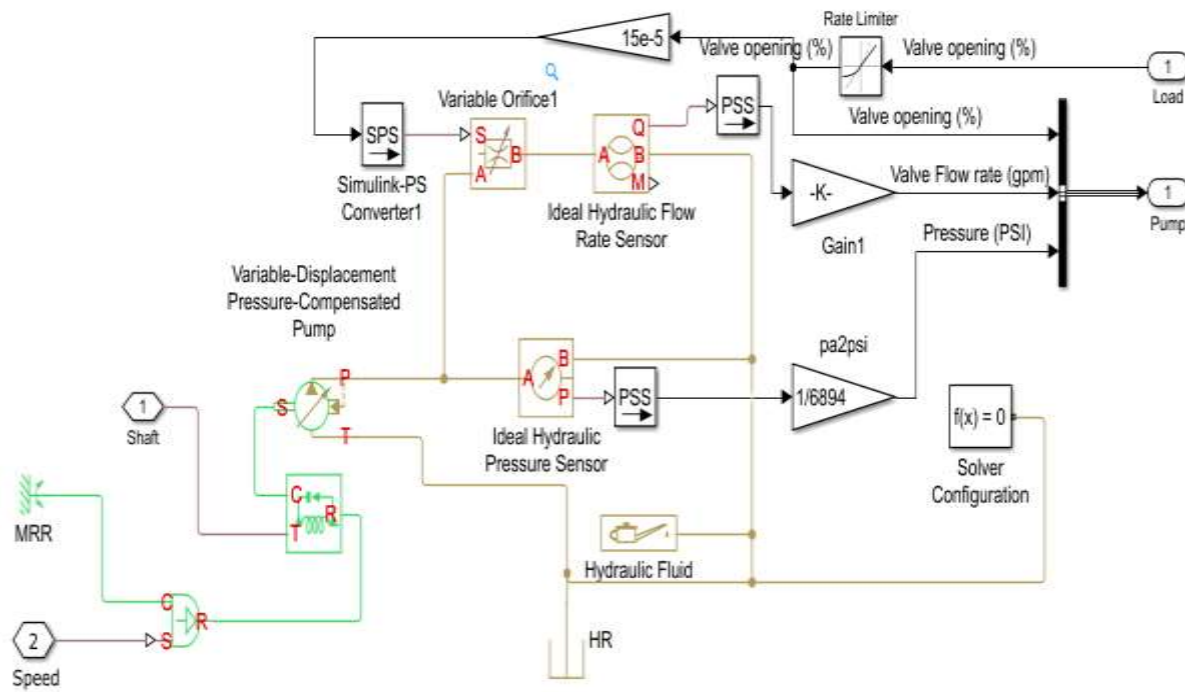 Rate Limiter
15e-5
Valve opening (%)
Valve opening (%)
1
Load
Variable Orifice1
PSS
Valve opening (%)
SPS
S
B
A
Q
A
B
M
Simulink-PS
Converter1
Ideal Hydraulic Flow
Rate Sensor
-K-
Valve Flow rate (gpm)
1
Pump
Gain1
Pressure (PSI)
Variable-Displacement
Pressure-Compensated
Pump
pa2psi
P
S
T
A
B
P
PSS
1/6894
f(x) = 0
1
Shaft
Ideal Hydraulic
Pressure Sensor
Solver
Configuration
C
R
T
MRR
Hydraulic Fluid
C
R
S
2
Speed
HR